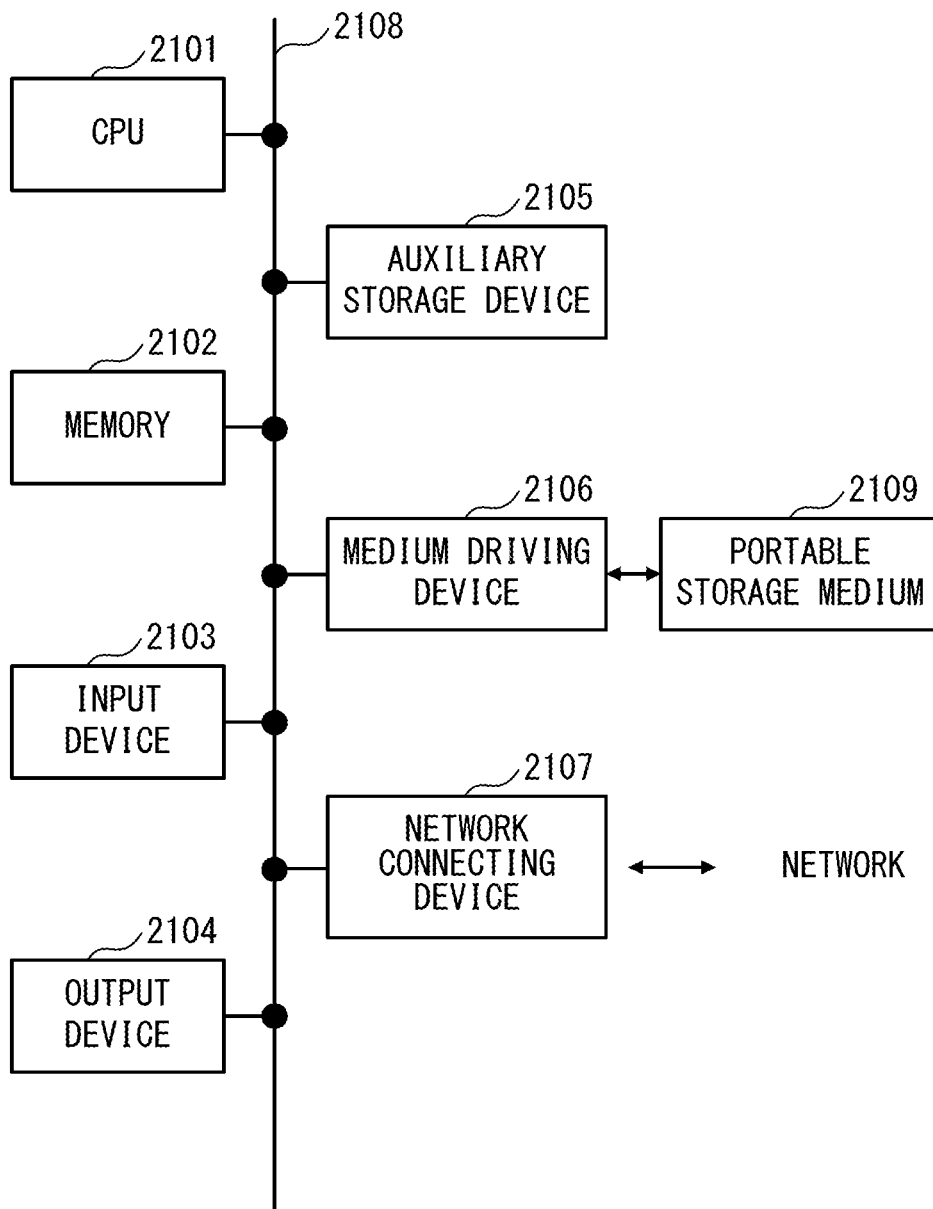 2108
2101
CPU
2105
AUXILIARY
STORAGE DEVICE
2102
MEMORY
2106
MEDIUM DRIVING
DEVICE
2109
PORTABLE
STORAGE MEDIUM
2103
INPUT
DEVICE
2107
NETWORK
CONNECTING
DEVICE
NETWORK
2104
OUTPUT
DEVICE